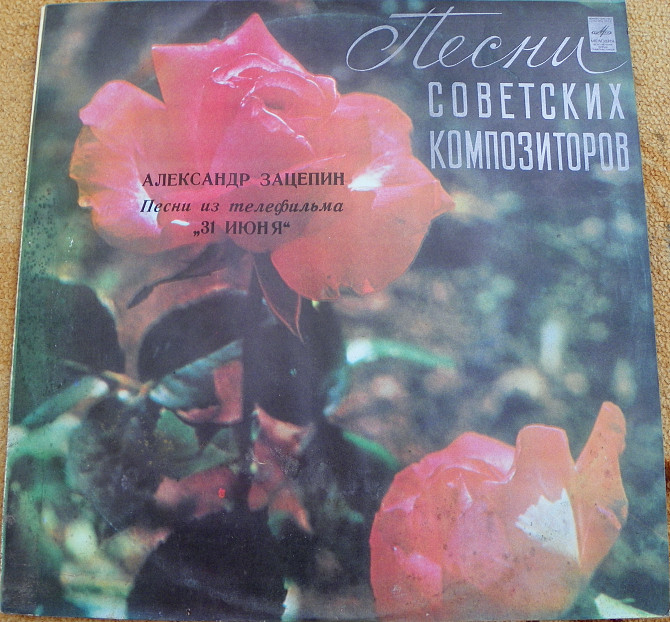 Песни
СОВЕТСКИХ
КОМПОЗИТОРОВ
АЛЕКСАНДР ЗАЦЕПИН
Песни из телефильма
„31 ИЮНЯ“